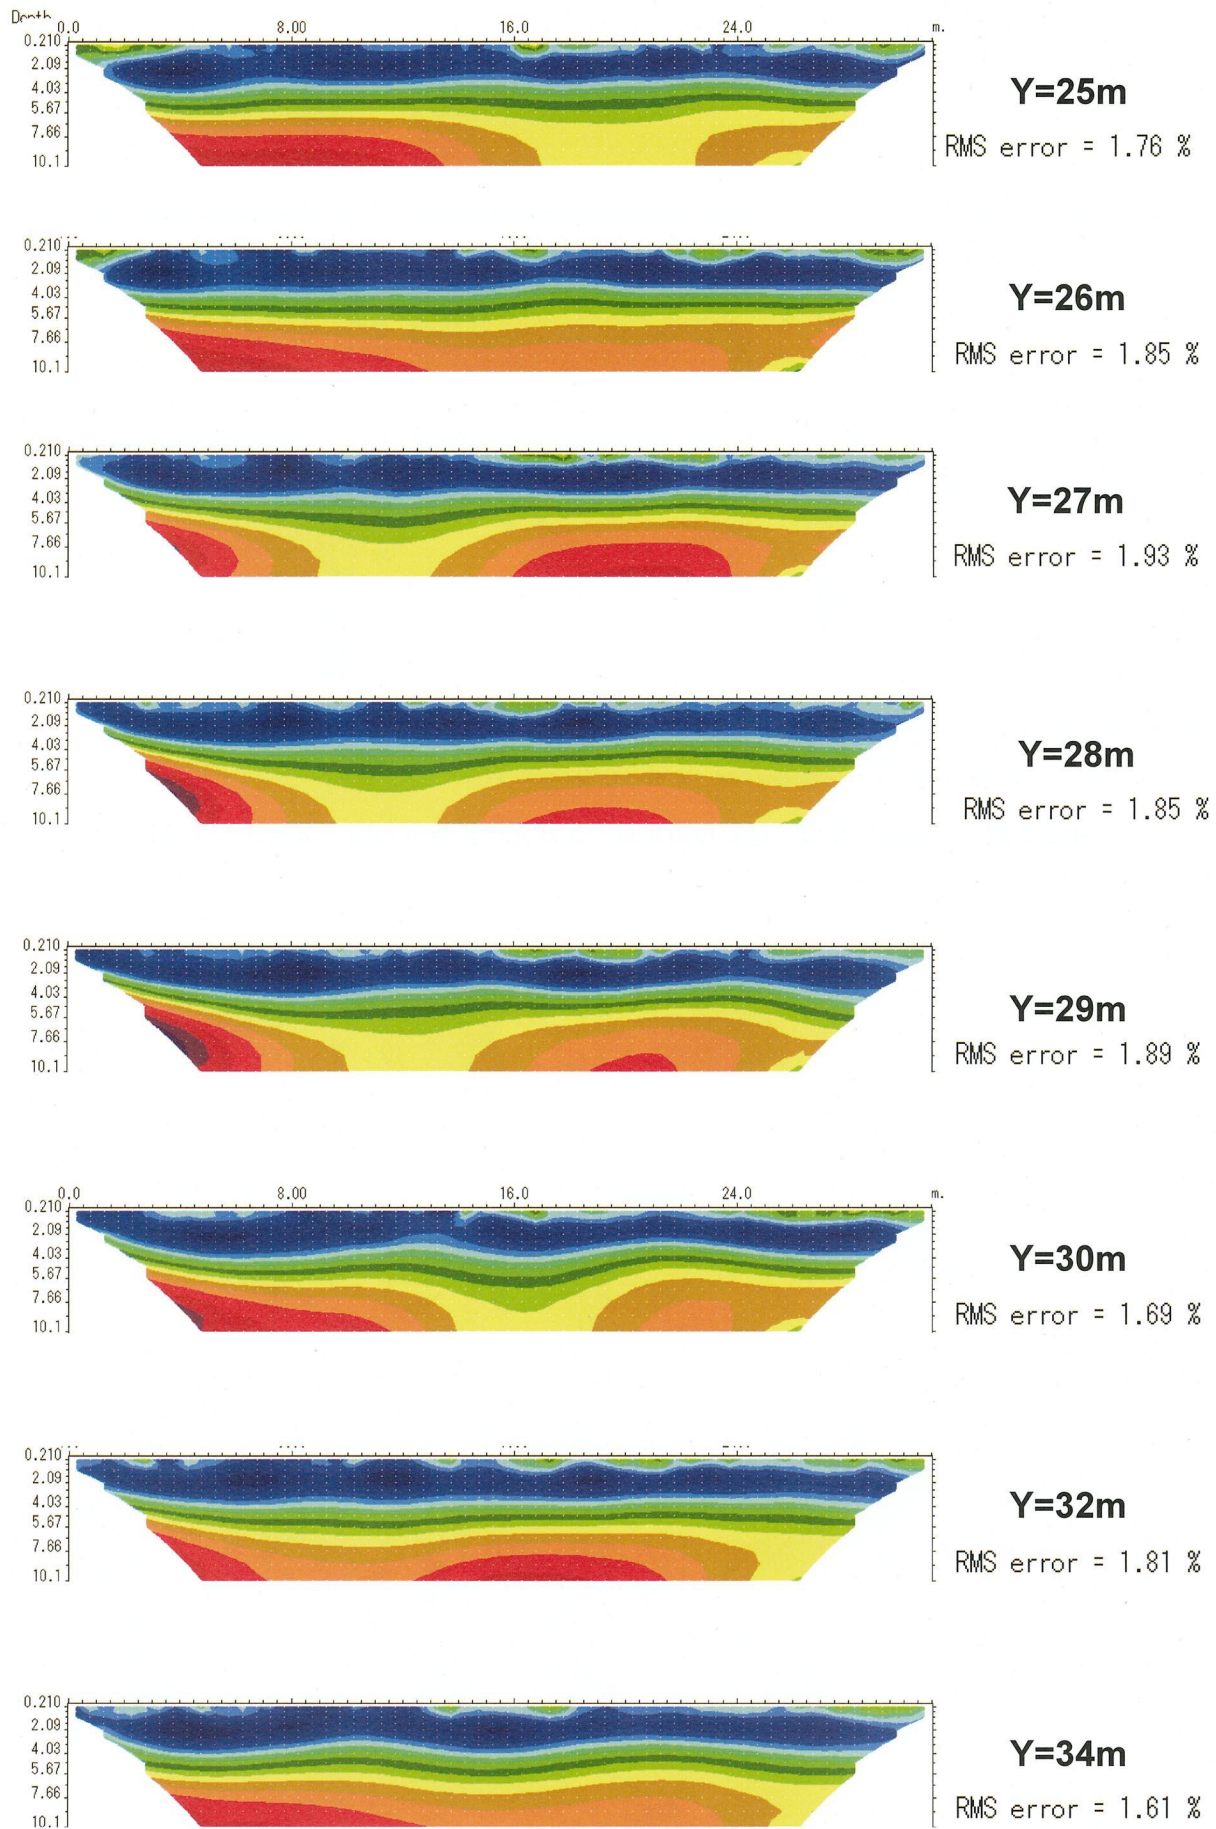 Depth
0.0 8.00 16.0 24.0 m.
0.210
2.09
4.03
5.67
7.66
10.1
Y=25m
RMS error = 1.76 %
0.210
2.09
4.03
5.67
7.66
10.1
Y=26m
RMS error = 1.85 %
0.210
2.09
4.03
5.67
7.66
10.1
Y=27m
RMS error = 1.93 %
0.210
2.09
4.03
5.67
7.66
10.1
Y=28m
RMS error = 1.85 %
0.210
2.09
4.03
5.67
7.66
10.1
Y=29m
RMS error = 1.89 %
0.0 8.00 16.0 24.0 m.
0.210
2.09
4.03
5.67
7.66
10.1
Y=30m
RMS error = 1.69 %
0.210
2.09
4.03
5.67
7.66
10.1
Y=32m
RMS error = 1.81 %
0.210
2.09
4.03
5.67
7.66
10.1
Y=34m
RMS error = 1.61 %